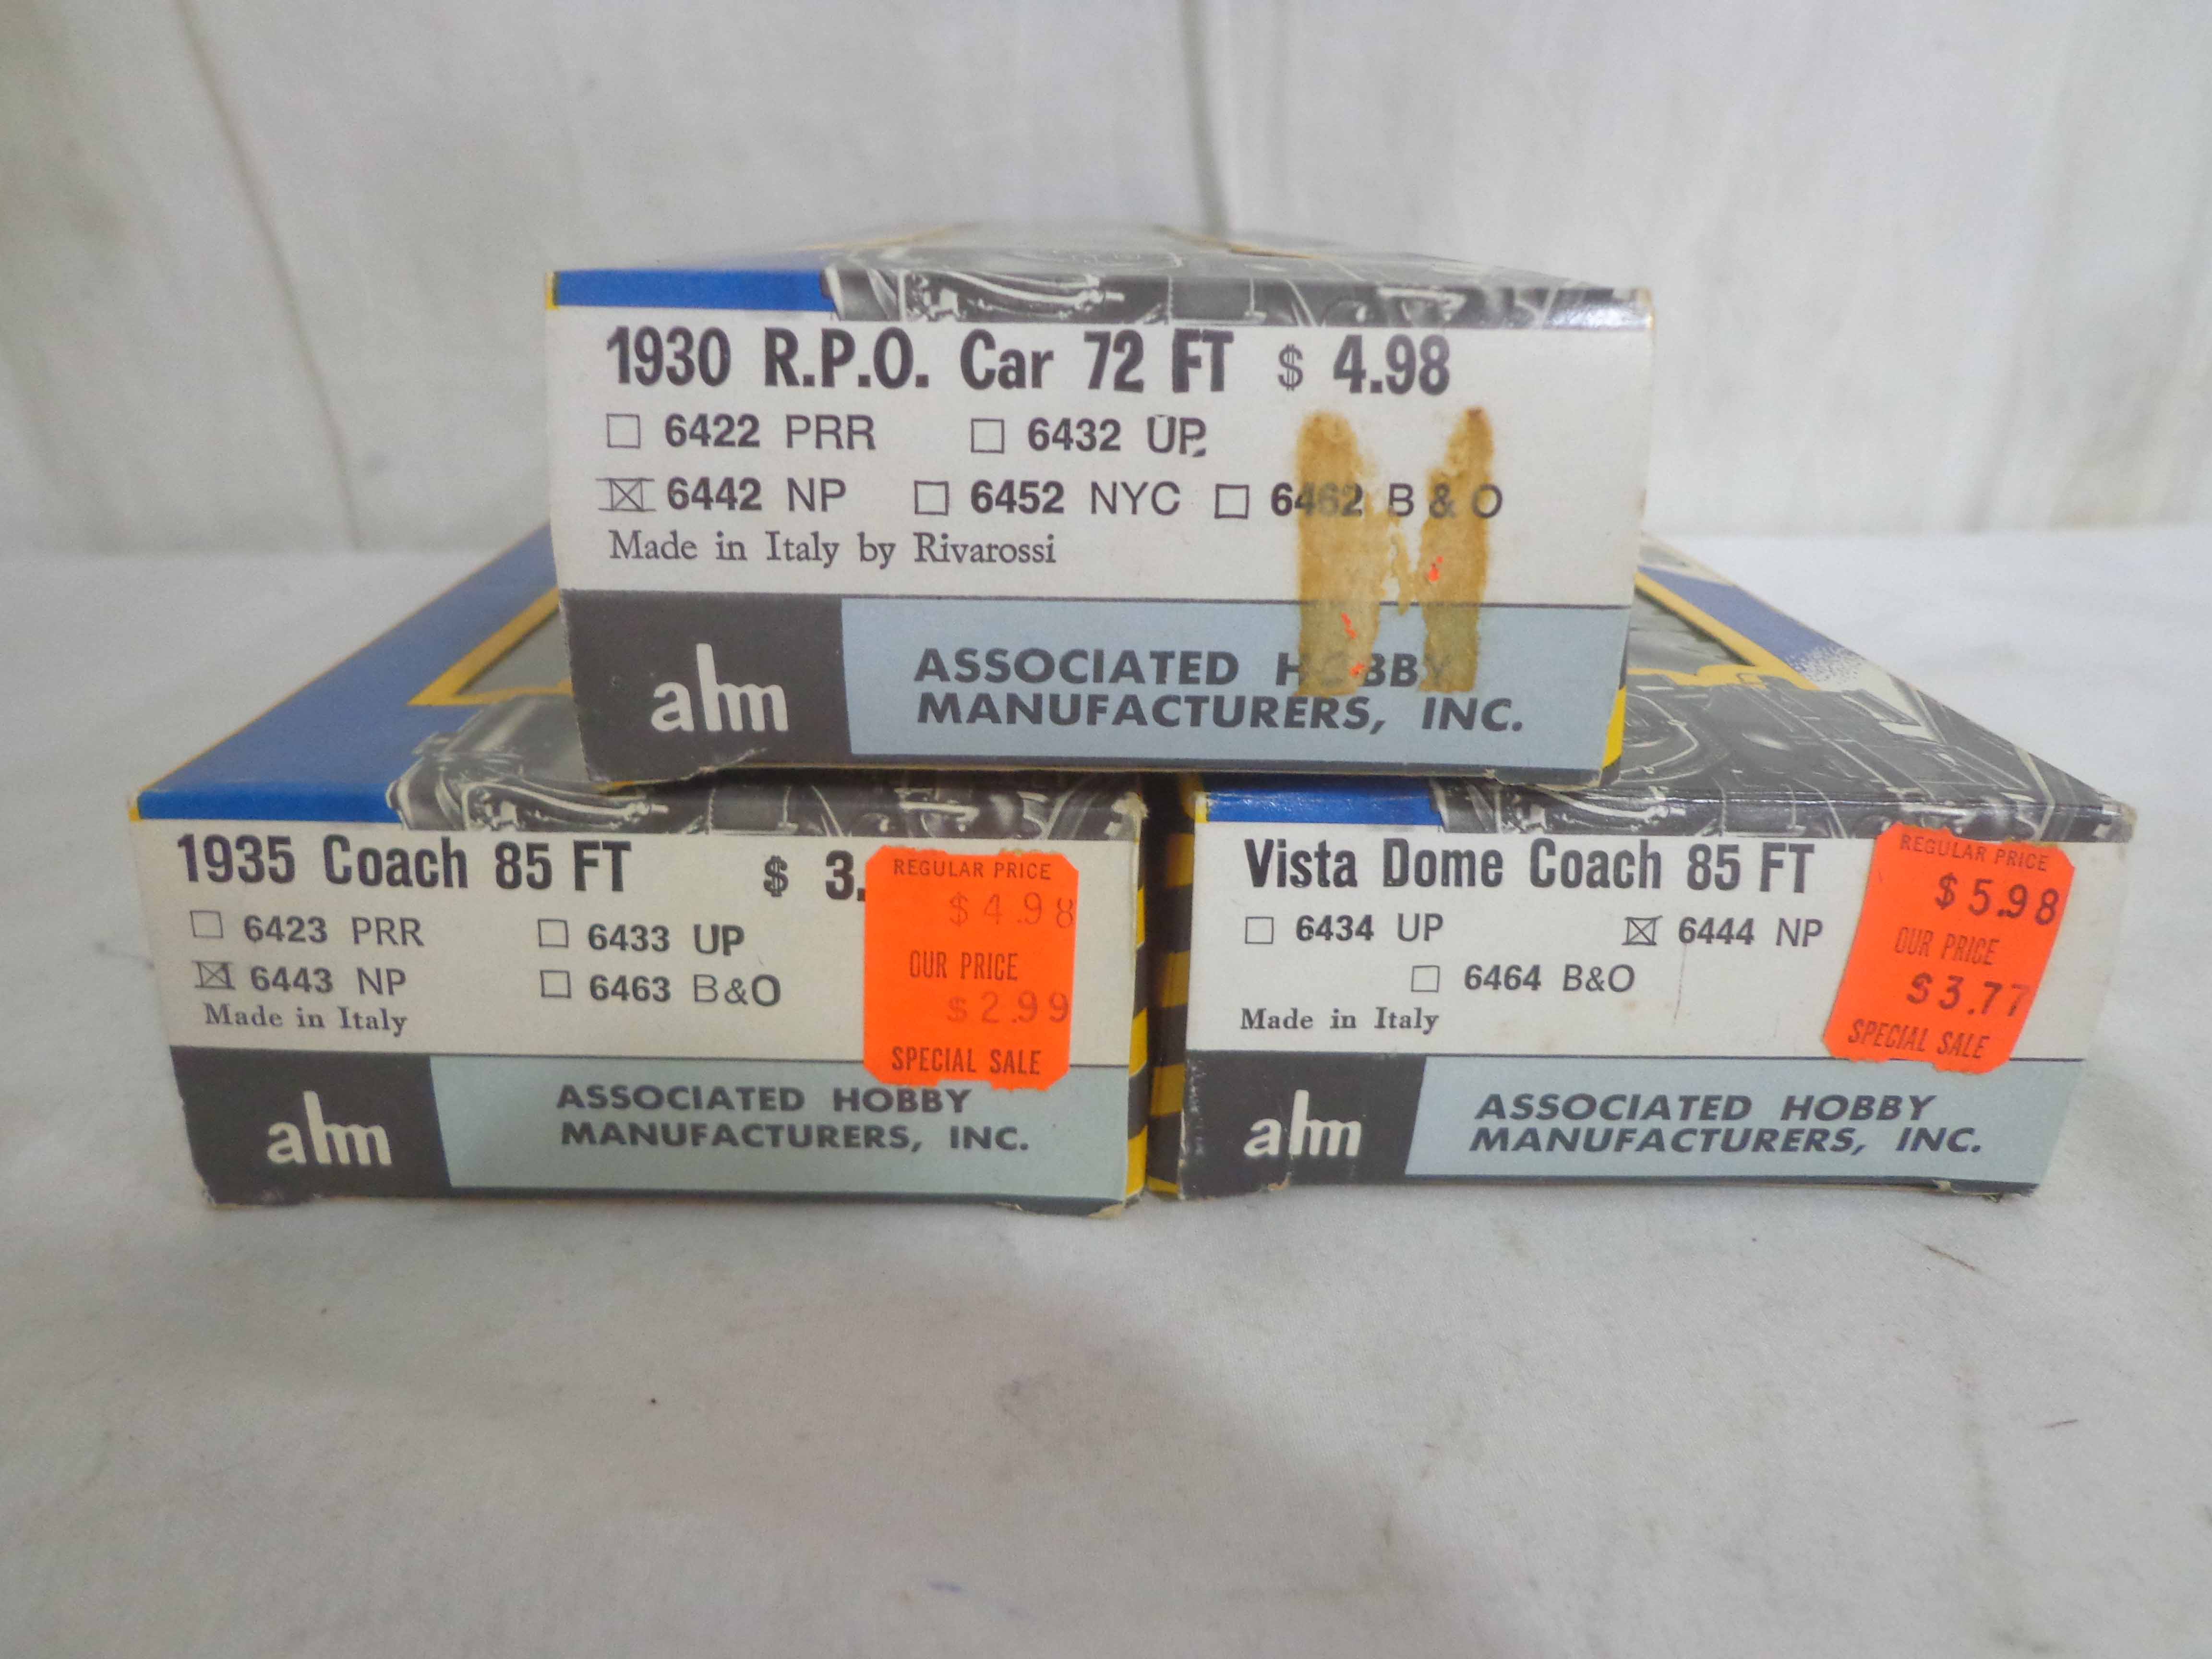 1930 R.P.O. Car 72 FT $ 4.98
6422 PRR 6432 UP
6442 NP 6452 NYC 6462 B & O
Made in Italy by Rivarossi
ahm
ASSOCIATED HOBBY
MANUFACTURERS, INC.
1935 Coach 85 FT $ 3.
6423 PRR 6433 UP
6443 NP 6463 B&O
Made in Italy
REGULAR PRICE
$4.98
OUR PRICE
$2.99
SPECIAL SALE
ahm
ASSOCIATED HOBBY
MANUFACTURERS, INC.
Vista Dome Coach 85 FT
6434 UP 6444 NP
6464 B&O
Made in Italy
REGULAR PRICE
$5.98
OUR PRICE
$3.77
SPECIAL SALE
ahm
ASSOCIATED HOBBY
MANUFACTURERS, INC.